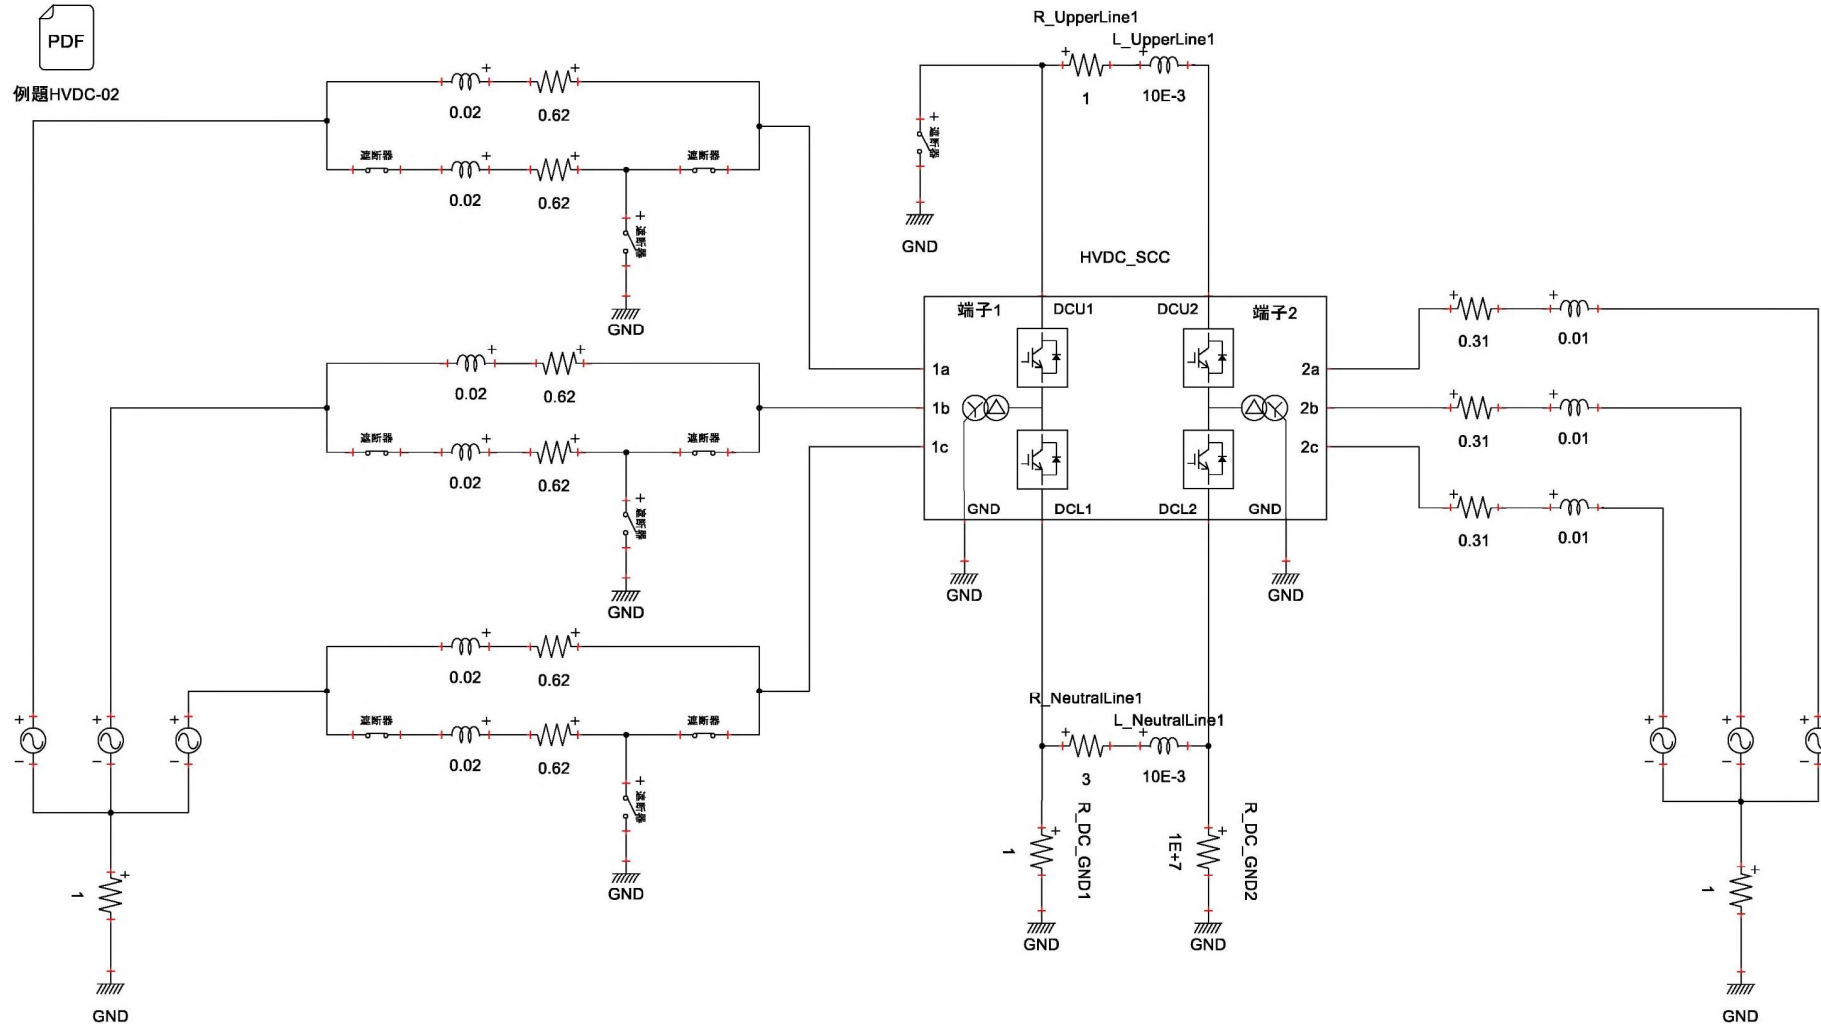 PDF
例題HVDC-02
R_UpperLine1
L_UpperLine1
1
10E-3
0.02
0.62
遮断器
遮断器
0.02
0.62
遮断器
GND
遮断器
GND
HVDC_SCC
端子1
DCU1
DCU2
端子2
1a
1b
1c
2a
2b
2c
GND
DCL1
DCL2
GND
GND
GND
0.31
0.01
0.31
0.01
0.31
0.01
0.02
0.62
遮断器
遮断器
0.02
0.62
遮断器
GND
0.02
0.62
遮断器
遮断器
0.02
0.62
遮断器
GND
R_NeutralLine1
L_NeutralLine1
3
10E-3
1
R_DC_GND1
1E+7
R_DC_GND2
GND
GND
1
GND
1
GND